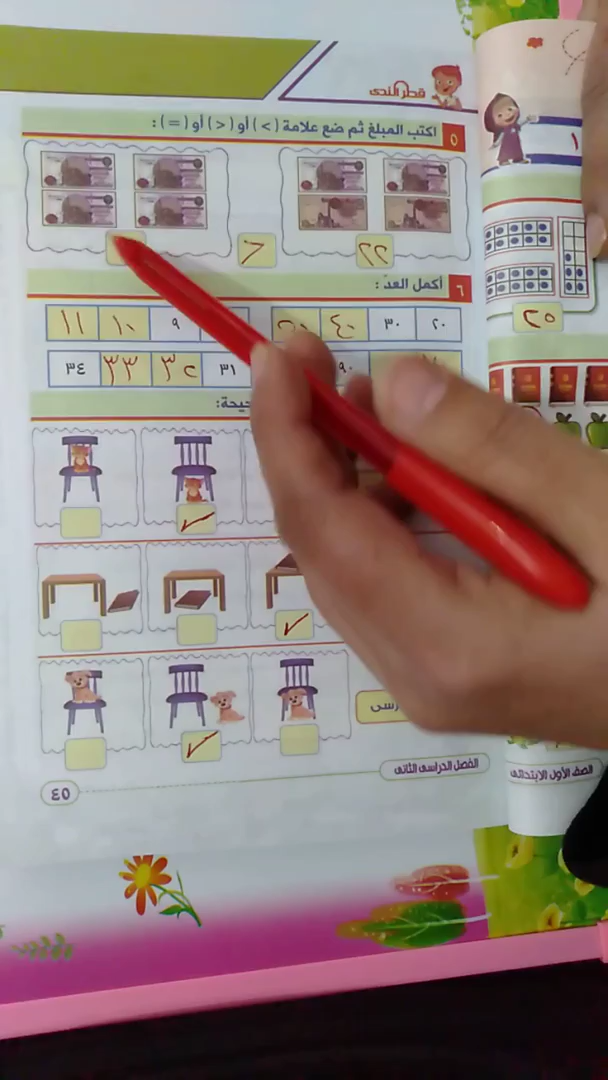 قطر الندى
٥ اكتب المبلغ ثم ضع علامة (>) أو (<) أو (=):
٢٢
٦ أكمل العدّ:
٢٠ ٣٠ ٤٠
٩ ١٠ ١١
٩٠
٣١ ٣٢ ٣٣ ٣٤
الفصل الدراسى الثانى
٤٥
١
٢٥
الصف الأول الابتدائى